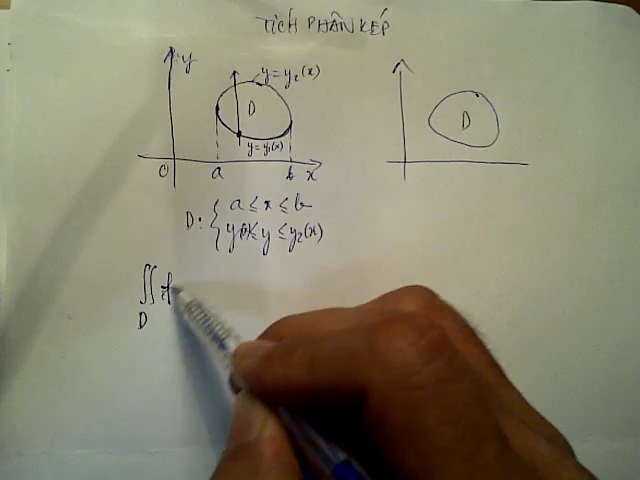 TÍCH PHÂN KÉP
y
y=y₂(x)
D
y=y₁(x)
O a b x
D
D: { a ≤ x ≤ b
y₁(x) ≤ y ≤ y₂(x)
∬ f
D